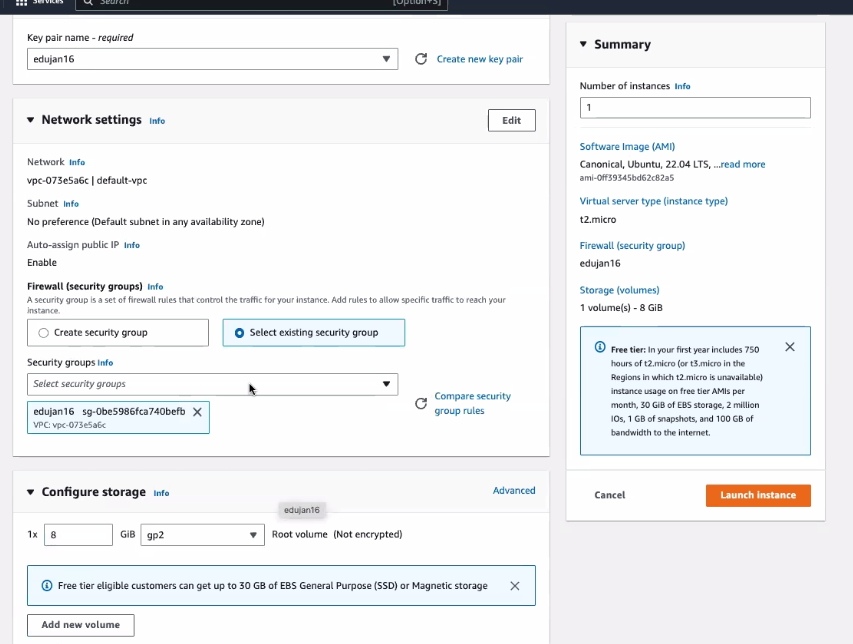 Services
Search
[Option+S]
Key pair name - required
edujan16
Create new key pair
Network settings Info
Edit
Network Info
vpc-073e5a6c | default-vpc
Subnet Info
No preference (Default subnet in any availability zone)
Auto-assign public IP Info
Enable
Firewall (security groups) Info
A security group is a set of firewall rules that control the traffic for your instance. Add rules to allow specific traffic to reach your
instance.
Create security group
Select existing security group
Security groups Info
Select security groups
edujan16 sg-0be5986fca740befb
VPC: vpc-073e5a6c
Compare security
group rules
Configure storage Info
Advanced
edujan16
1x
8
GiB
gp2
Root volume (Not encrypted)
Free tier eligible customers can get up to 30 GB of EBS General Purpose (SSD) or Magnetic storage
Add new volume
Summary
Number of instances Info
1
Software Image (AMI)
Canonical, Ubuntu, 22.04 LTS, ...read more
ami-0ff39345bd62c82a5
Virtual server type (instance type)
t2.micro
Firewall (security group)
edujan16
Storage (volumes)
1 volume(s) - 8 GiB
Free tier: In your first year includes 750
hours of t2.micro (or t3.micro in the
Regions in which t2.micro is unavailable)
instance usage on free tier AMIs per
month, 30 GiB of EBS storage, 2 million
IOs, 1 GB of snapshots, and 100 GB of
bandwidth to the internet.
Cancel
Launch instance